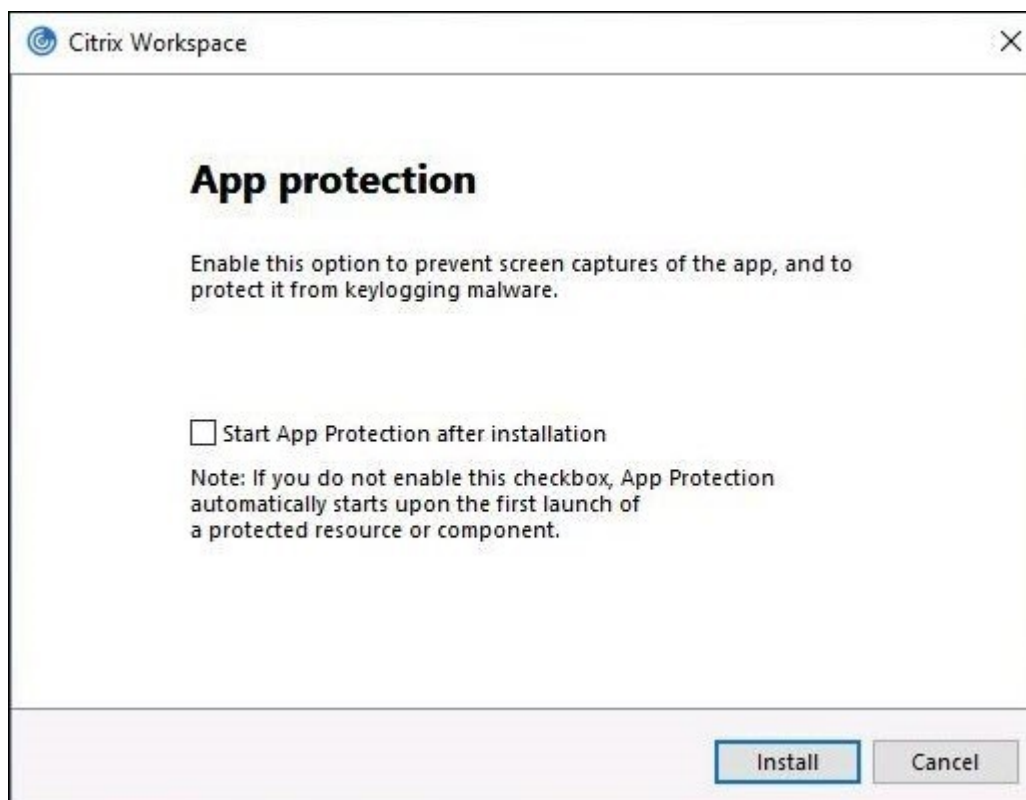 Citrix Workspace
App protection
Enable this option to prevent screen captures of the app, and to
protect it from keylogging malware.
Start App Protection after installation
Note: If you do not enable this checkbox, App Protection
automatically starts upon the first launch of
a protected resource or component.
Install
Cancel